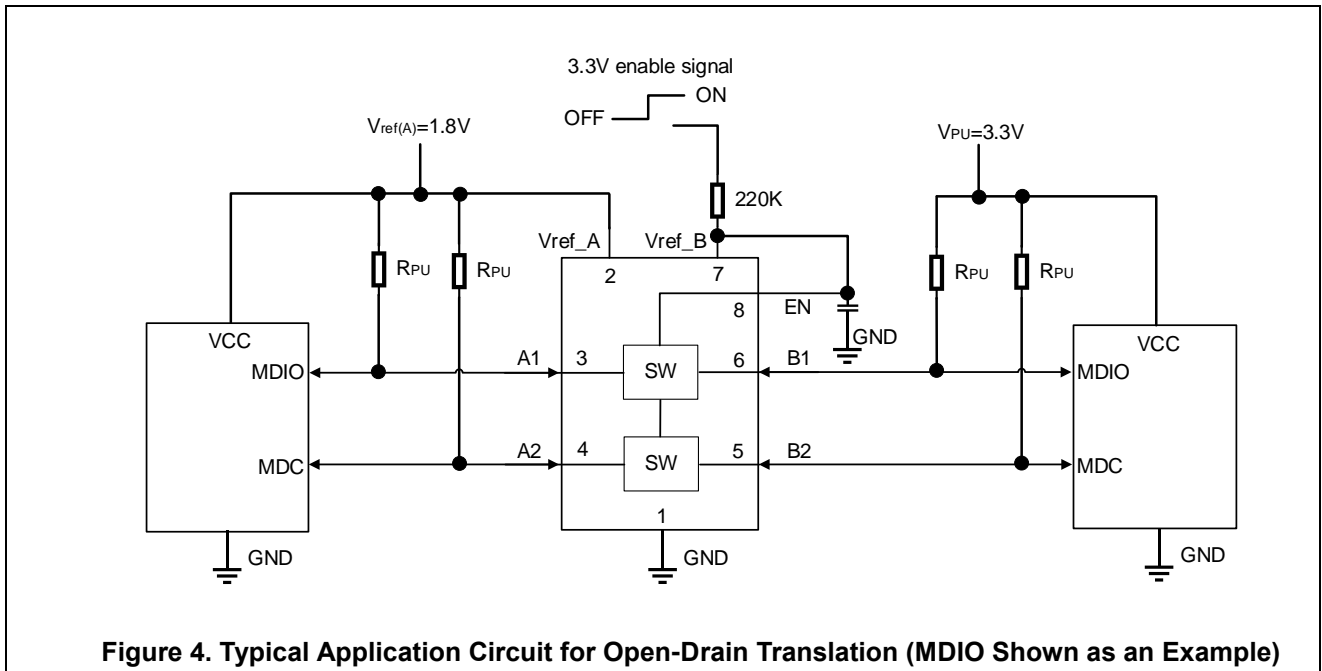 3.3V enable signal
ON
OFF
Vref(A)=1.8V
VPU=3.3V
220K
Vref_A
Vref_B
2
7
RPU
RPU
RPU
RPU
8
EN
GND
VCC
VCC
MDIO
A1
3
SW
6
B1
MDIO
MDC
A2
4
SW
5
B2
MDC
1
GND
GND
GND
Figure 4. Typical Application Circuit for Open-Drain Translation (MDIO Shown as an Example)